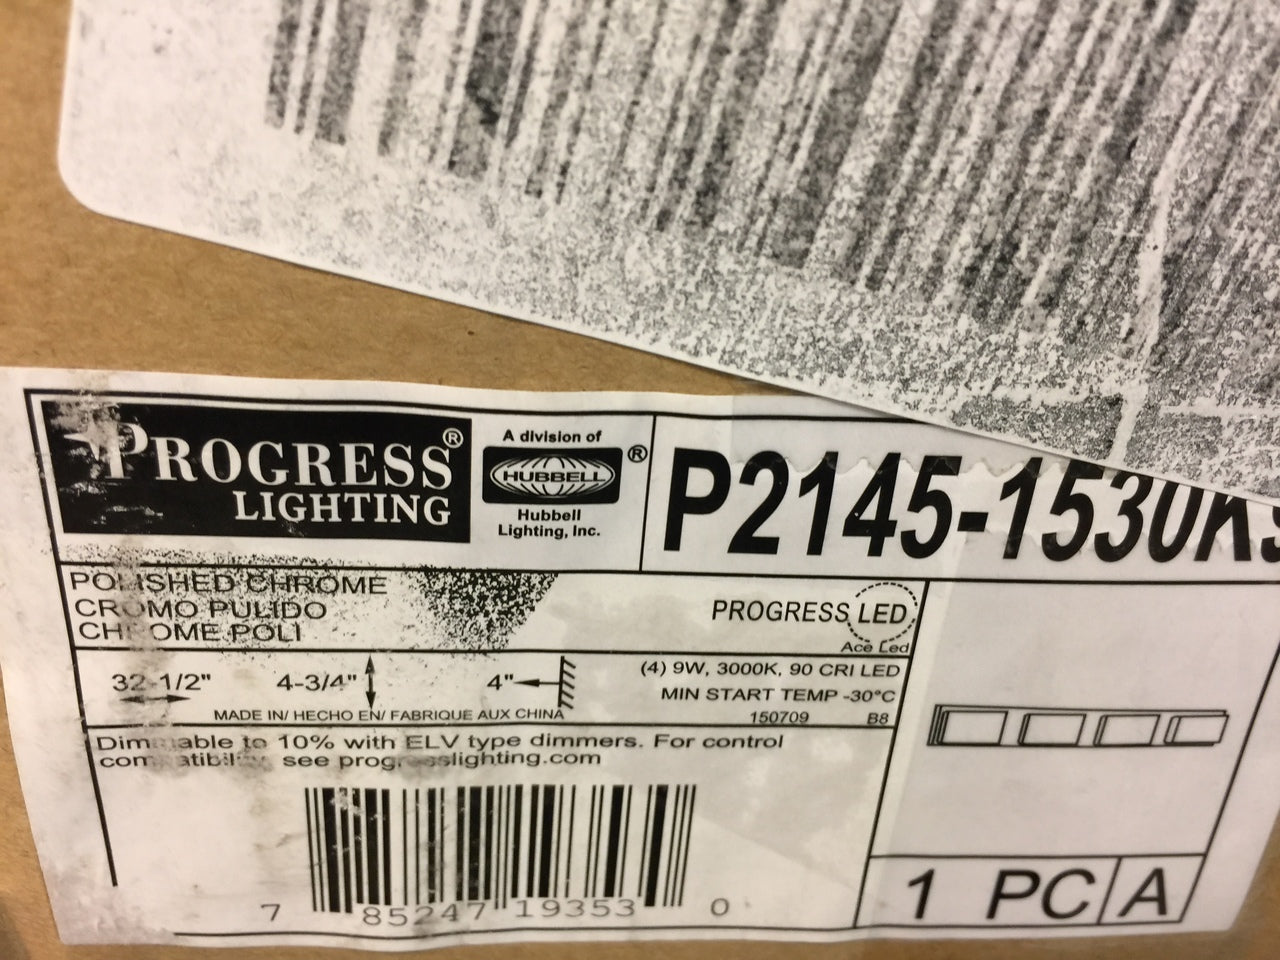 PROGRESS®
LIGHTING
A division of
HUBBELL®
Hubbell
Lighting, Inc.
P2145-1530K9
POLISHED CHROME
CROMO PULIDO
CHROME POLI
PROGRESS LED
Ace Led
32-1/2"
4-3/4"
4"
(4) 9W, 3000K, 90 CRI LED
MIN START TEMP -30°C
MADE IN/ HECHO EN/ FABRIQUE AUX CHINA
150709 B8
Dimmable to 10% with ELV type dimmers. For control
compatibility see progresslighting.com
7 85247 19353 0
1 PC A